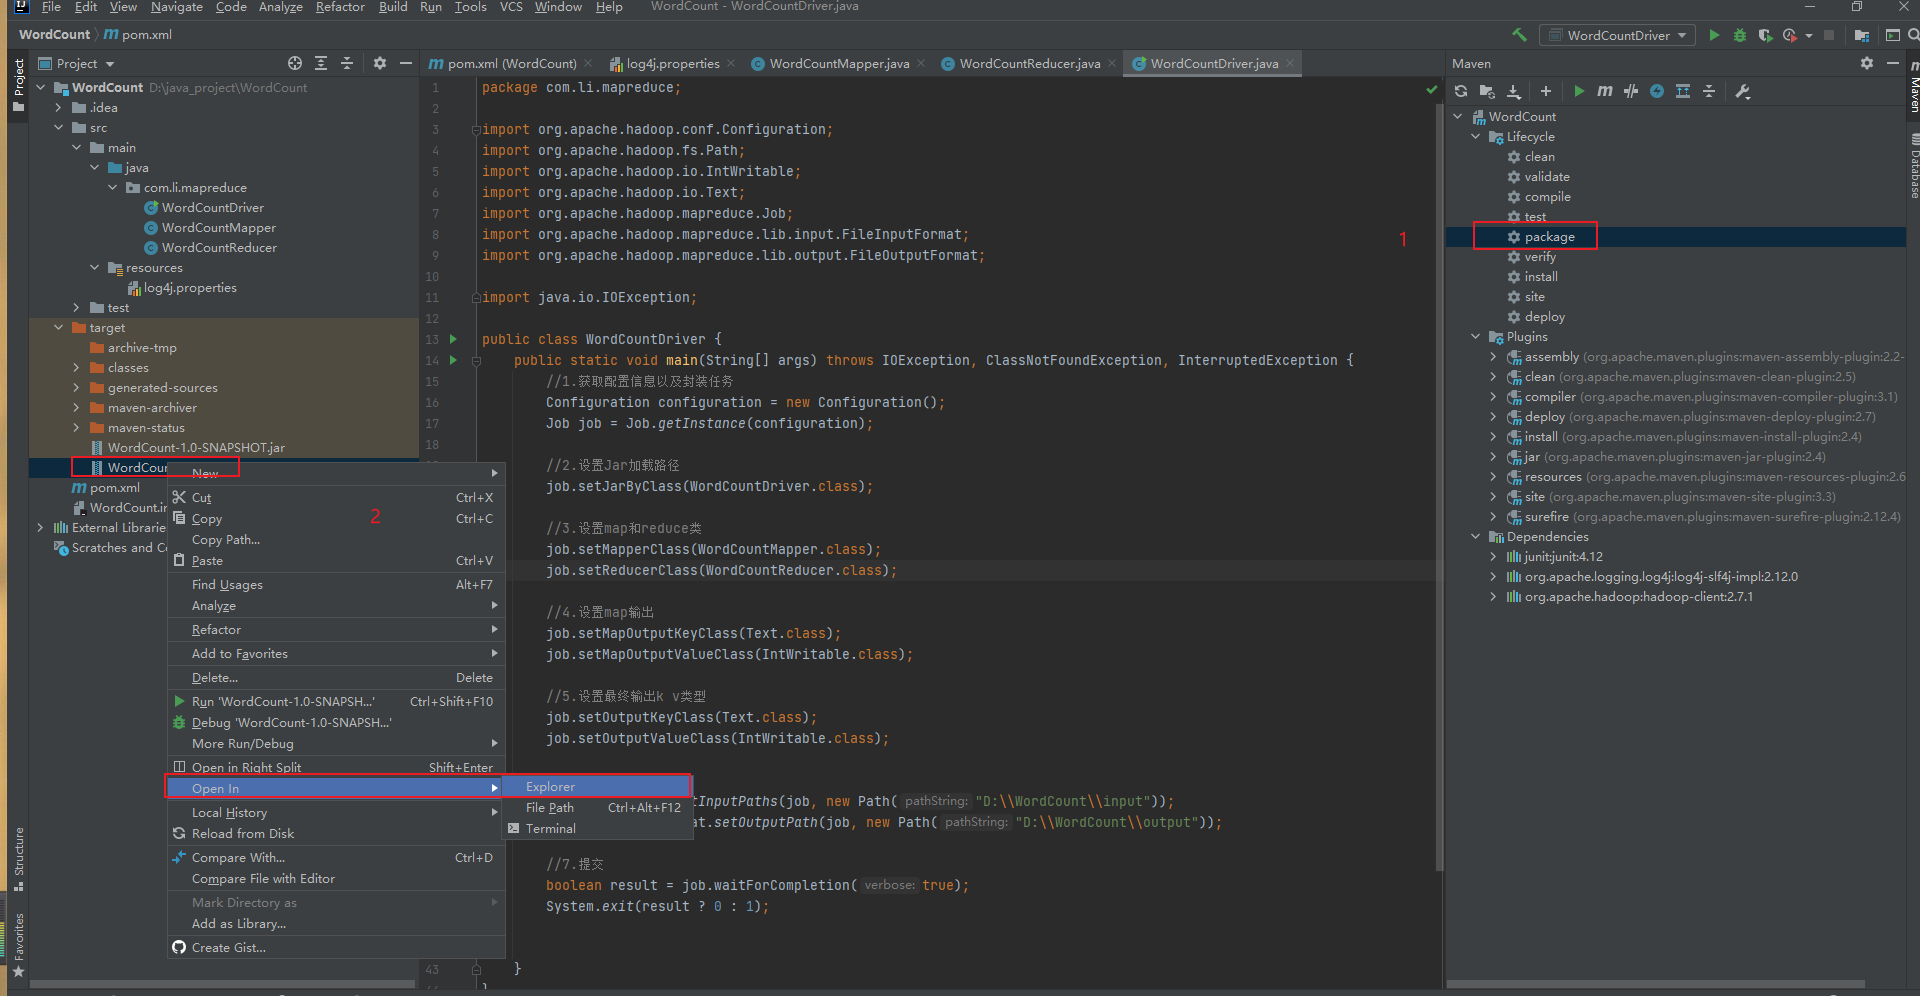 File Edit View Navigate Code Analyze Refactor Build Run Tools VCS Window Help WordCount - WordCountDriver.java
WordCount pom.xml
WordCountDriver
Project
pom.xml (WordCount)
log4j.properties
WordCountMapper.java
WordCountReducer.java
WordCountDriver.java
Maven
Project
WordCount D:\java_project\WordCount
.idea
src
main
java
com.li.mapreduce
WordCountDriver
WordCountMapper
WordCountReducer
resources
log4j.properties
test
target
archive-tmp
classes
generated-sources
maven-archiver
maven-status
WordCount-1.0-SNAPSHOT.jar
WordCour
pom.xml
WordCount.ir
External Librarie
Scratches and Co
Structure
Favorites
New
Cut Ctrl+X
Copy Ctrl+C
Copy Path...
Paste Ctrl+V
Find Usages Alt+F7
Analyze
Refactor
Add to Favorites
Delete... Delete
Run 'WordCount-1.0-SNAPSH...' Ctrl+Shift+F10
Debug 'WordCount-1.0-SNAPSH...'
More Run/Debug
Open in Right Split Shift+Enter
Open In
Local History
Reload from Disk
Compare With... Ctrl+D
Compare File with Editor
Mark Directory as
Add as Library...
Create Gist...
2
Explorer
File Path Ctrl+Alt+F12
Terminal
1 package com.li.mapreduce;
2
3 import org.apache.hadoop.conf.Configuration;
4 import org.apache.hadoop.fs.Path;
5 import org.apache.hadoop.io.IntWritable;
6 import org.apache.hadoop.io.Text;
7 import org.apache.hadoop.mapreduce.Job;
8 import org.apache.hadoop.mapreduce.lib.input.FileInputFormat;
9 import org.apache.hadoop.mapreduce.lib.output.FileOutputFormat;
10
11 import java.io.IOException;
12
13 public class WordCountDriver {
14 public static void main(String[] args) throws IOException, ClassNotFoundException, InterruptedException {
15 //1.获取配置信息以及封装任务
16 Configuration configuration = new Configuration();
17 Job job = Job.getInstance(configuration);
18
//2.设置Jar加载路径
job.setJarByClass(WordCountDriver.class);
//3.设置map和reduce类
job.setMapperClass(WordCountMapper.class);
job.setReducerClass(WordCountReducer.class);
//4.设置map输出
job.setMapOutputKeyClass(Text.class);
job.setMapOutputValueClass(IntWritable.class);
//5.设置最终输出k v类型
job.setOutputKeyClass(Text.class);
job.setOutputValueClass(IntWritable.class);
tInputPaths(job, new Path( pathString: "D:\\WordCount\\input"));
at.setOutputPath(job, new Path( pathString: "D:\\WordCount\\output"));
//7.提交
boolean result = job.waitForCompletion( verbose: true);
System.exit(result ? 0 : 1);
43 }
1
WordCount
Lifecycle
clean
validate
compile
test
package
verify
install
site
deploy
Plugins
assembly (org.apache.maven.plugins:maven-assembly-plugin:2.2-
clean (org.apache.maven.plugins:maven-clean-plugin:2.5)
compiler (org.apache.maven.plugins:maven-compiler-plugin:3.1)
deploy (org.apache.maven.plugins:maven-deploy-plugin:2.7)
install (org.apache.maven.plugins:maven-install-plugin:2.4)
jar (org.apache.maven.plugins:maven-jar-plugin:2.4)
resources (org.apache.maven.plugins:maven-resources-plugin:2.6
site (org.apache.maven.plugins:maven-site-plugin:3.3)
surefire (org.apache.maven.plugins:maven-surefire-plugin:2.12.4)
Dependencies
junit:junit:4.12
org.apache.logging.log4j:log4j-slf4j-impl:2.12.0
org.apache.hadoop:hadoop-client:2.7.1
Maven
Database